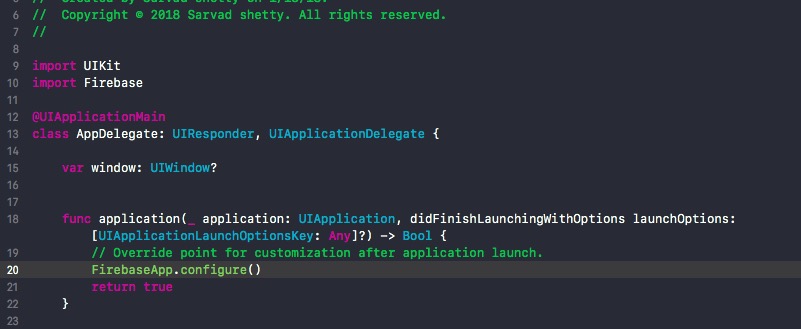 6 // Copyright © 2018 Sarvad shetty. All rights reserved.
7 //
8
9 import UIKit
10 import Firebase
11
12 @UIApplicationMain
13 class AppDelegate: UIResponder, UIApplicationDelegate {
14
15 var window: UIWindow?
16
17
18 func application(_ application: UIApplication, didFinishLaunchingWithOptions launchOptions:
[UIApplicationLaunchOptionsKey: Any]?) -> Bool {
19 // Override point for customization after application launch.
20 FirebaseApp.configure()
21 return true
22 }
23